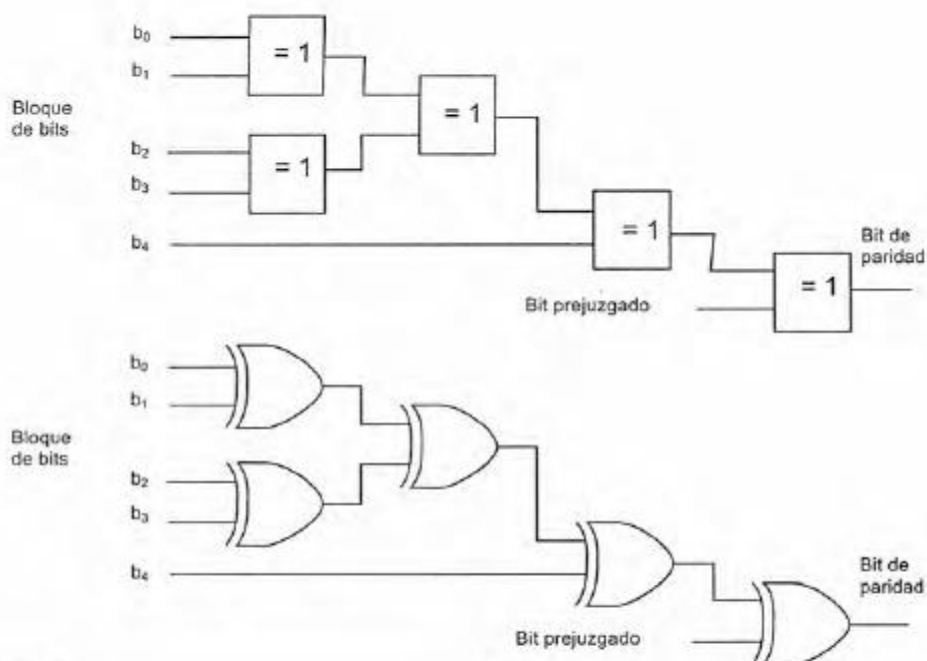 b₀
= 1
b₁
Bloque
de bits
= 1
b₂
= 1
b₃
b₄
= 1
Bit de
paridad
= 1
Bit prejuzgado
b₀
b₁
Bloque
de bits
b₂
b₃
b₄
Bit de
paridad
Bit prejuzgado